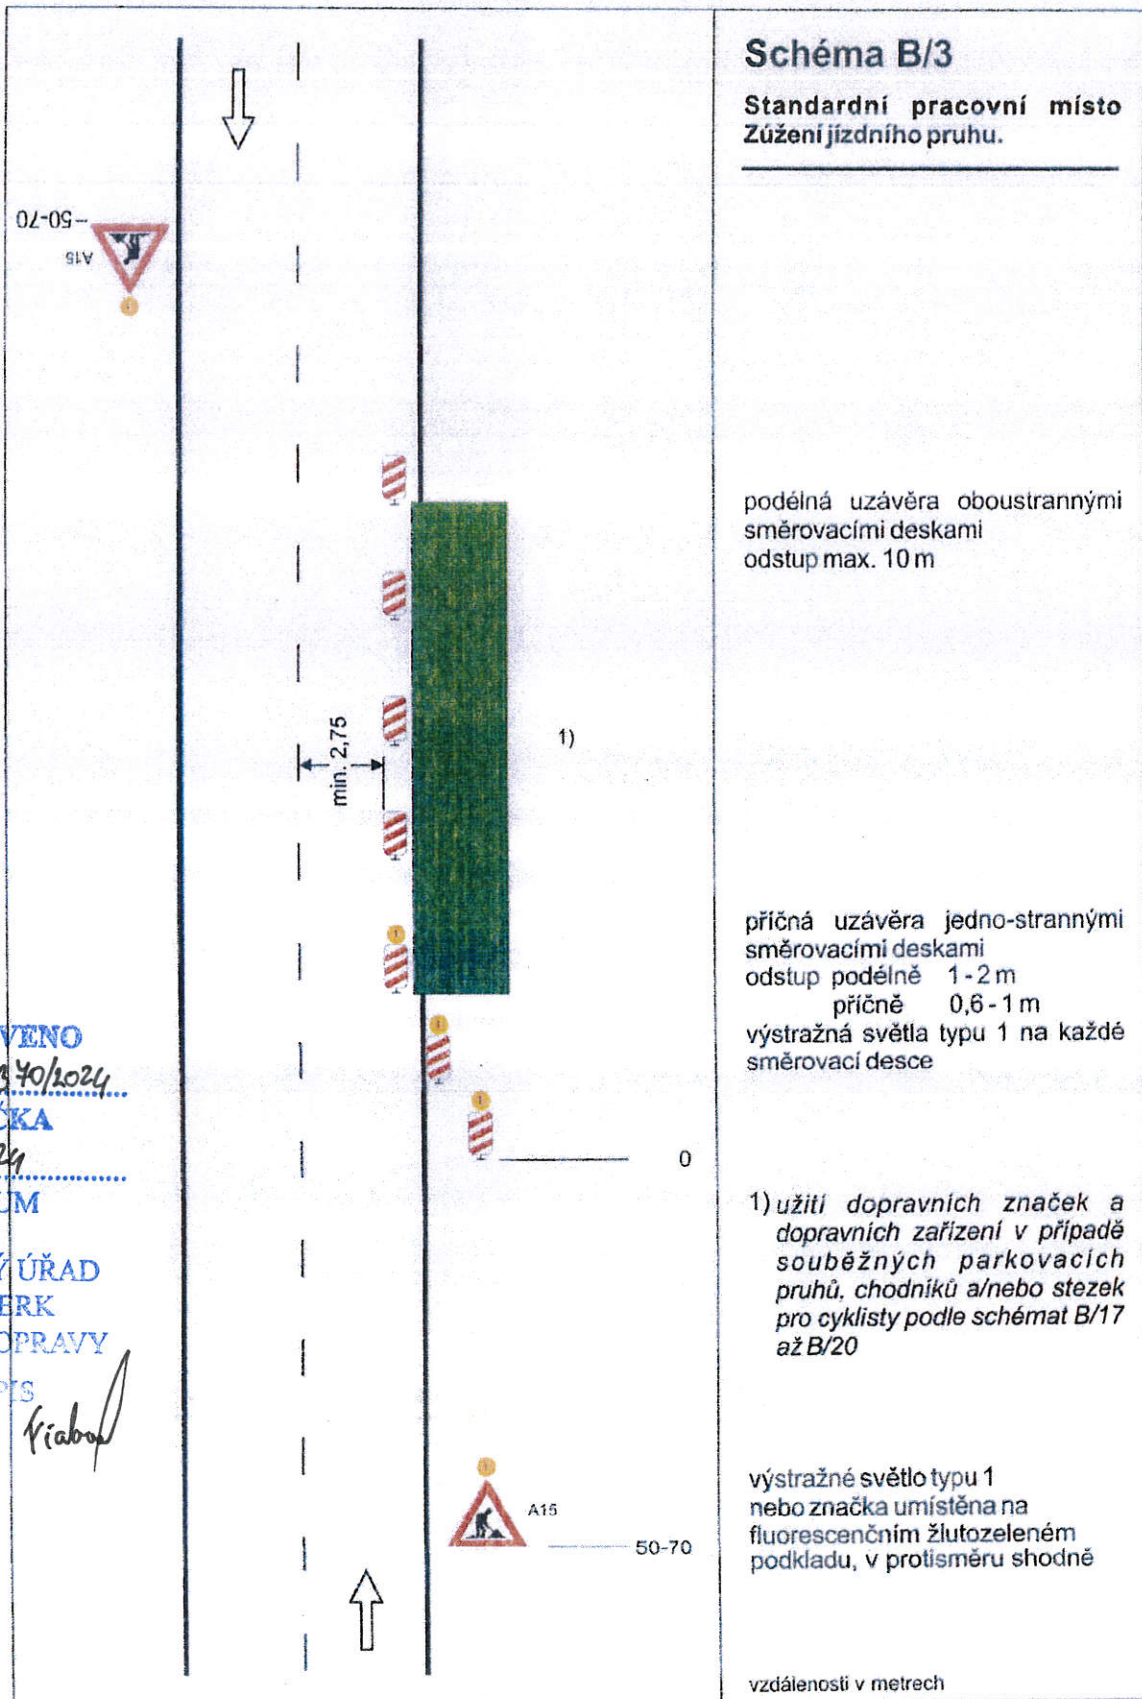 Schéma B/3
Standardní pracovní místo
Zúžení jízdního pruhu.
50-70
A15
podélná uzávěra oboustrannými
směrovacími deskami
odstup max. 10 m
min. 2,75
1)
příčná uzávěra jedno-strannými
směrovacími deskami
odstup podélně 1 - 2 m
příčně 0,6 - 1 m
výstražná světla typu 1 na každé
směrovací desce
VENO
70/2024
ČKA
24
UM
Ý ÚŘAD
ERK
OPRAVY
PIS
0
1) užití dopravních značek a
dopravních zařízení v případě
souběžných parkovacích
pruhů, chodníků a/nebo stezek
pro cyklisty podle schémat B/17
až B/20
A15
50-70
výstražné světlo typu 1
nebo značka umístěna na
fluorescenčním žlutozeleném
podkladu, v protisměru shodně
vzdálenosti v metrech